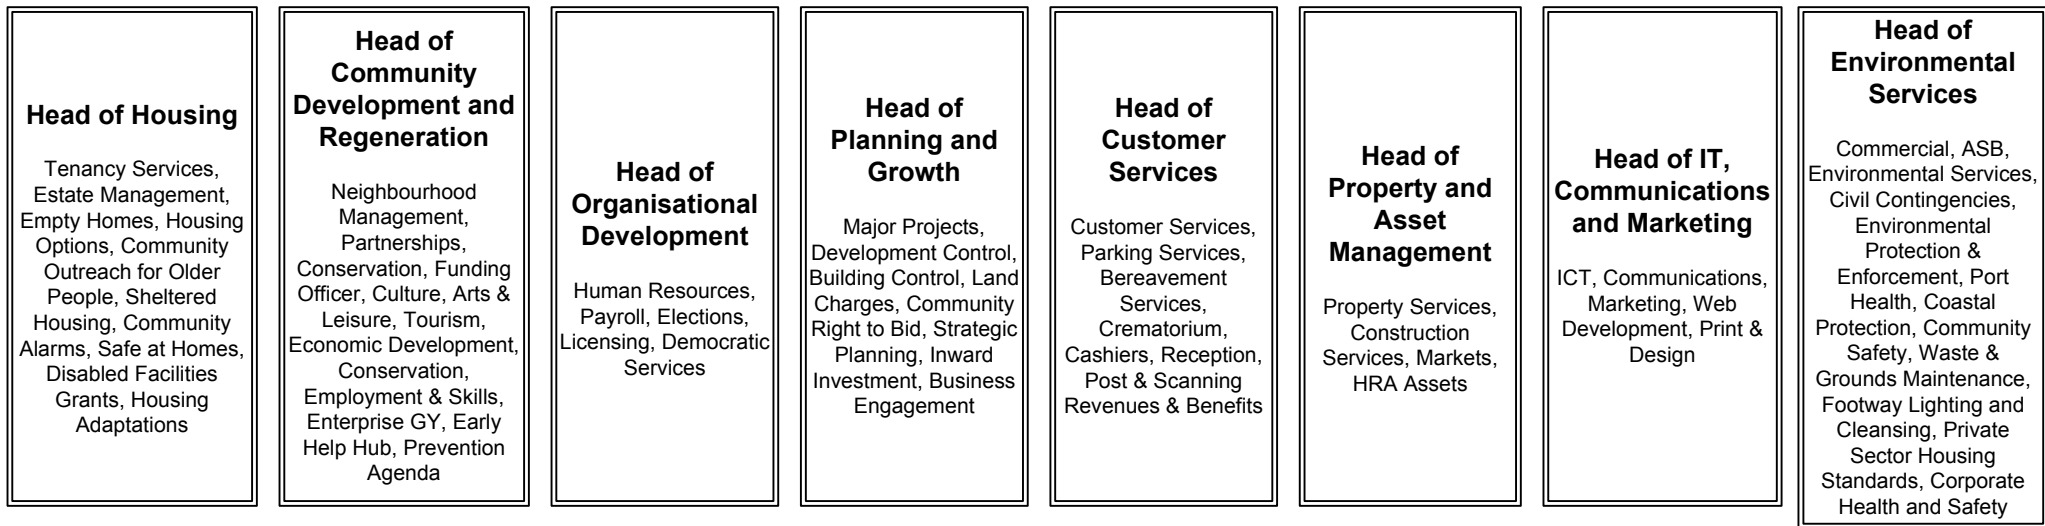 Head of Housing
Tenancy Services,
Estate Management,
Empty Homes, Housing
Options, Community
Outreach for Older
People, Sheltered
Housing, Community
Alarms, Safe at Homes,
Disabled Facilities
Grants, Housing
Adaptations
Head of
Community
Development and
Regeneration
Neighbourhood
Management,
Partnerships,
Conservation, Funding
Officer, Culture, Arts &
Leisure, Tourism,
Economic Development,
Conservation,
Employment & Skills,
Enterprise GY, Early
Help Hub, Prevention
Agenda
Head of
Organisational
Development
Human Resources,
Payroll, Elections,
Licensing, Democratic
Services
Head of
Planning and
Growth
Major Projects,
Development Control,
Building Control, Land
Charges, Community
Right to Bid, Strategic
Planning, Inward
Investment, Business
Engagement
Head of
Customer
Services
Customer Services,
Parking Services,
Bereavement
Services,
Crematorium,
Cashiers, Reception,
Post & Scanning
Revenues & Benefits
Head of
Property and
Asset
Management
Property Services,
Construction
Services, Markets,
HRA Assets
Head of IT,
Communications
and Marketing
ICT, Communications,
Marketing, Web
Development, Print &
Design
Head of
Environmental
Services
Commercial, ASB,
Environmental Services,
Civil Contingencies,
Environmental
Protection &
Enforcement, Port
Health, Coastal
Protection, Community
Safety, Waste &
Grounds Maintenance,
Footway Lighting and
Cleansing, Private
Sector Housing
Standards, Corporate
Health and Safety